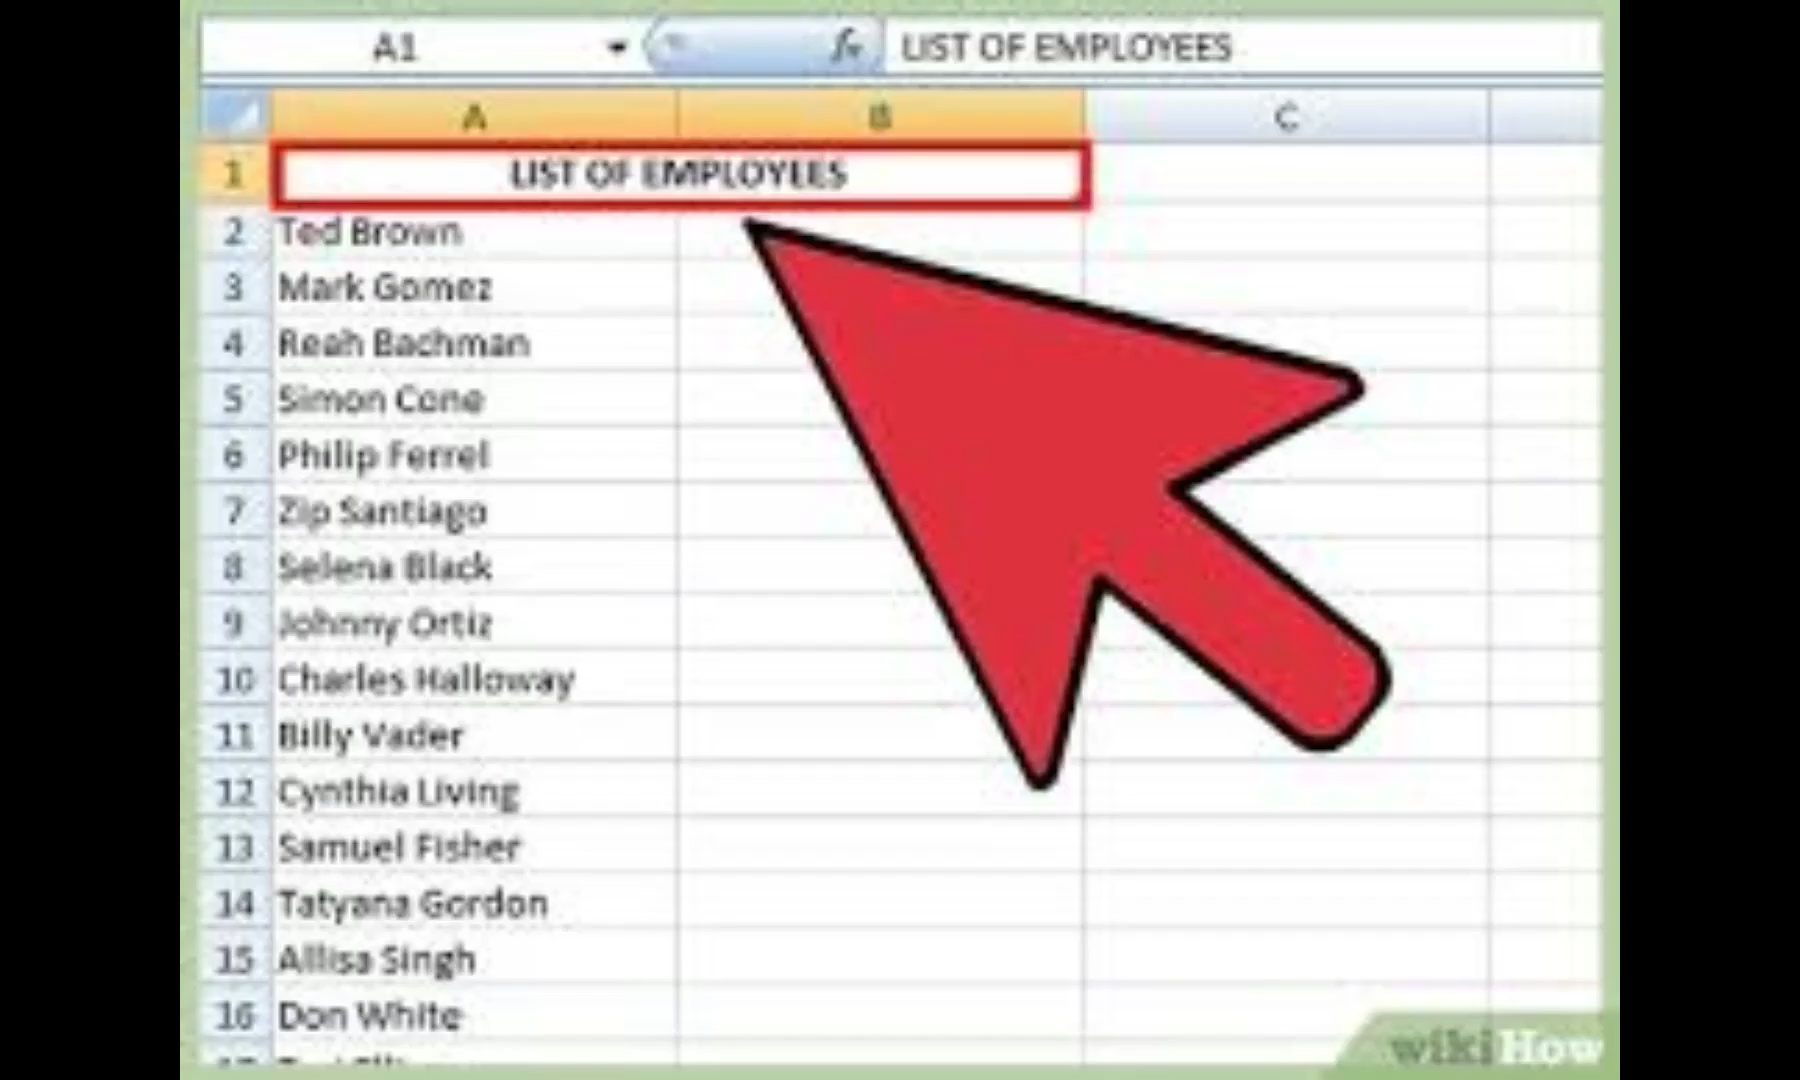 A1 fx LIST OF EMPLOYEES
A B C
1 LIST OF EMPLOYEES
2 Ted Brown
3 Mark Gomez
4 Reah Bachman
5 Simon Cone
6 Philip Ferrel
7 Zip Santiago
8 Selena Black
9 Johnny Ortiz
10 Charles Halloway
11 Billy Vader
12 Cynthia Living
13 Samuel Fisher
14 Tatyana Gordon
15 Allisa Singh
16 Don White
wikiHow